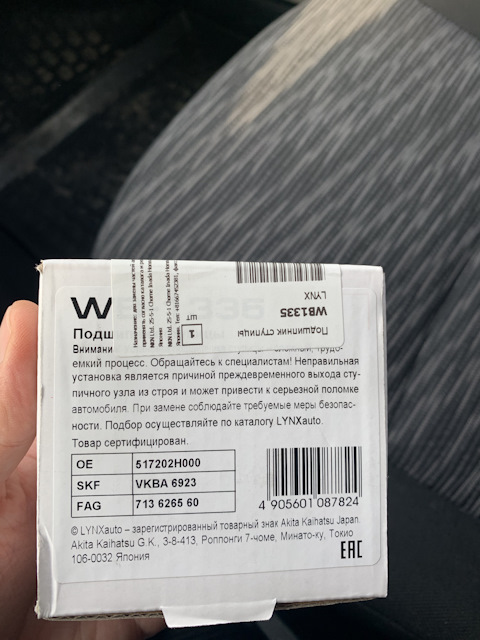 W
LYNX
WB1335
Подшипник ступицы
ШТ
1
Подш
Внимани
емкий процесс. Обращайтесь к специалистам! Неправильная
установка является причиной преждевременного выхода сту-
пичного узла из строя и может привести к серьезной поломке
автомобиля. При замене соблюдайте требуемые меры безопас-
ности. Подбор осуществляйте по каталогу LYNXauto.
Товар сертифицирован.
OE 517202H000
SKF VKBA 6923
FAG 713 6265 60
4 905601 087824
© LYNXauto – зарегистрированный товарный знак Akita Kaihatsu Japan.
Akita Kaihatsu G.K., 3-8-413, Роппонги 7-чоме, Минато-ку, Токио
106-0032 Япония
EAC